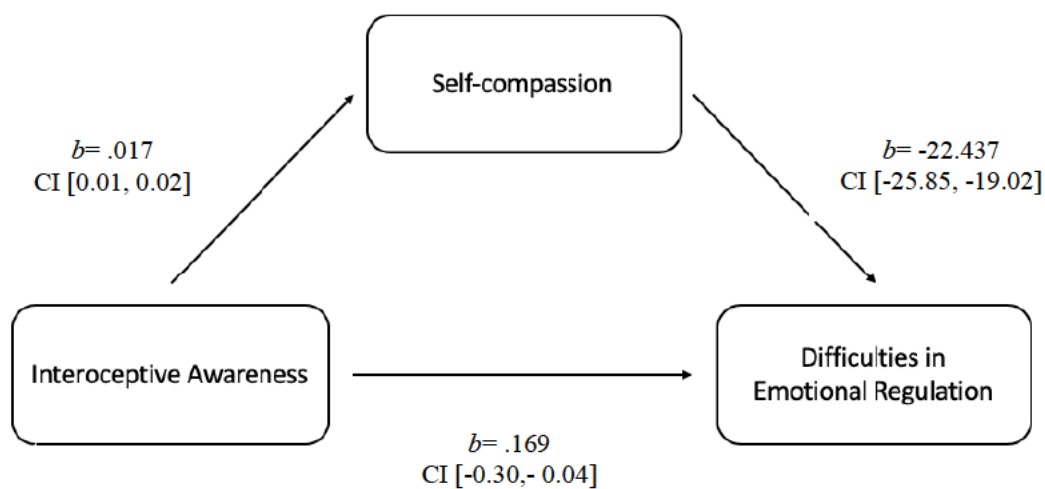 Self-compassion
b= .017
CI [0.01, 0.02]
b= -22.437
CI [-25.85, -19.02]
Interoceptive Awareness
Difficulties in
Emotional Regulation
b= .169
CI [-0.30,- 0.04]